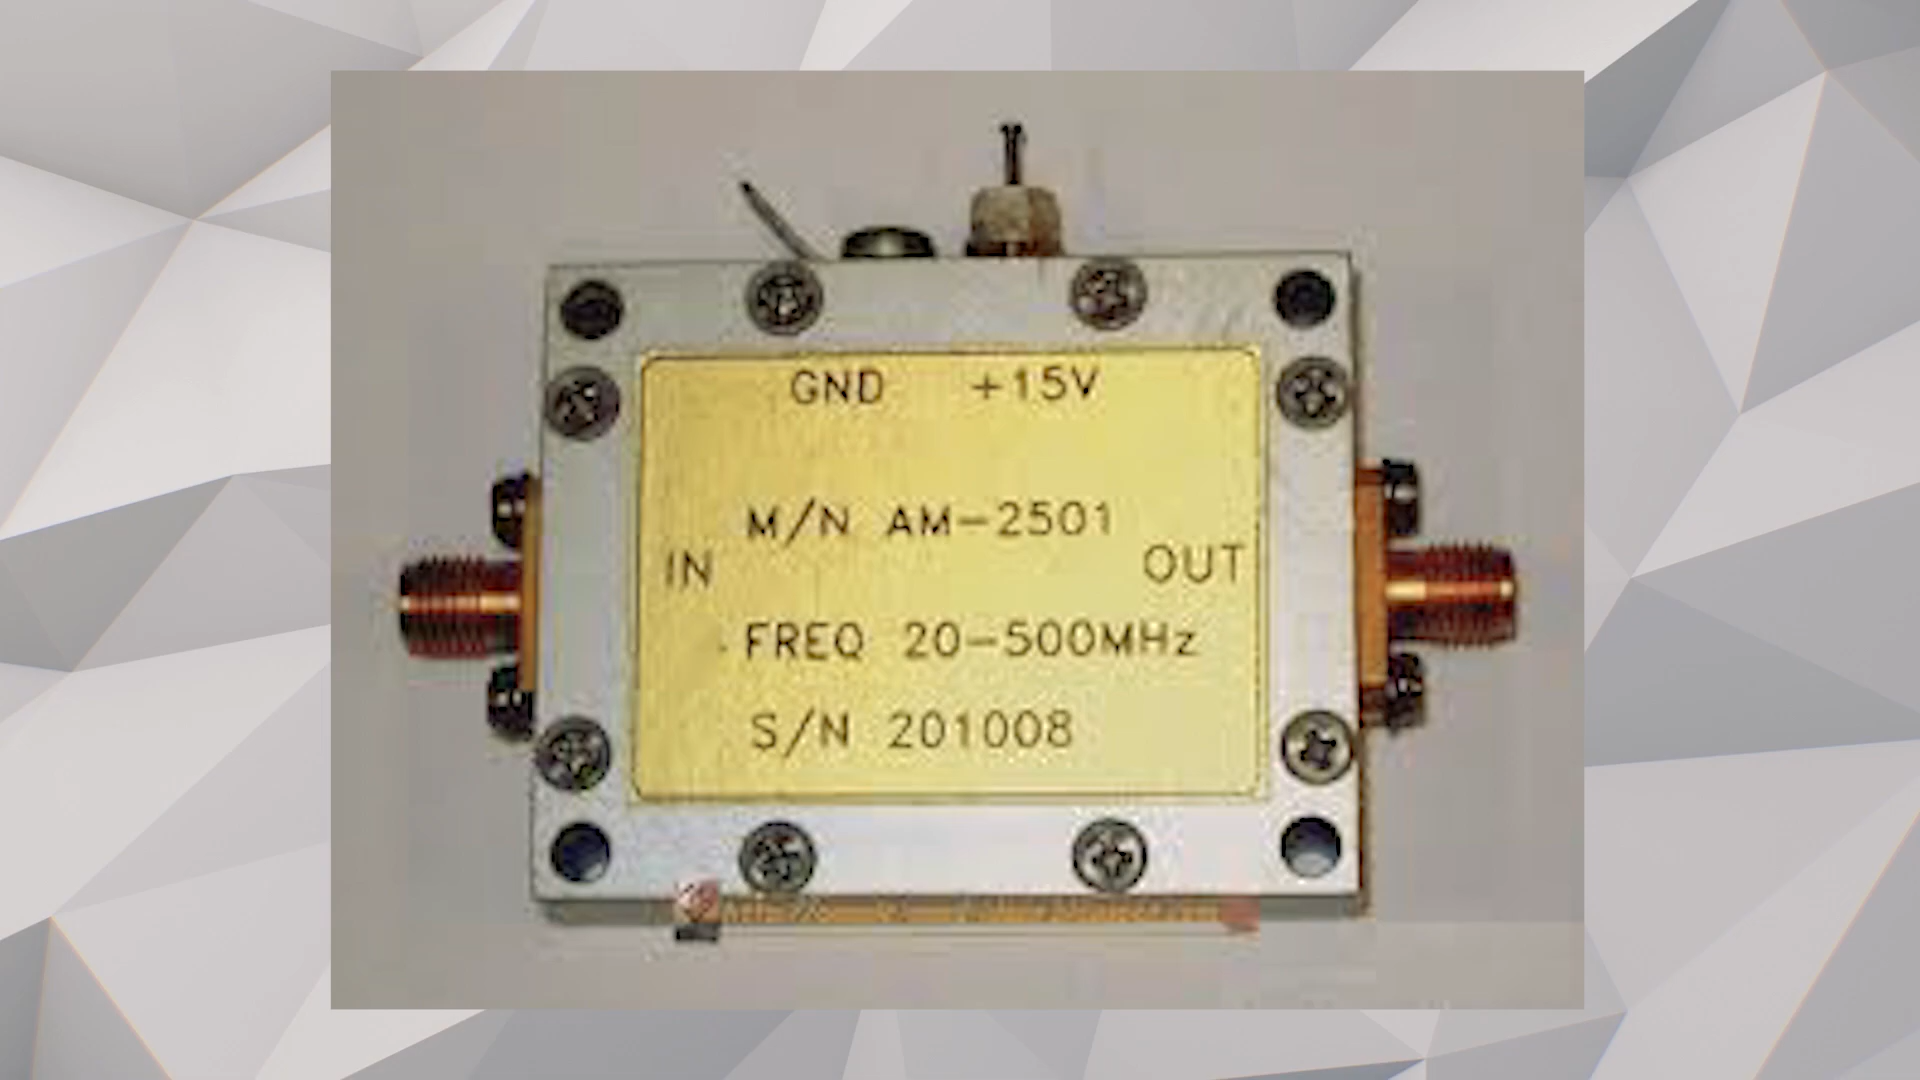 GND +15V
M/N AM-2501
IN
OUT
FREQ 20-500MHz
S/N 201008